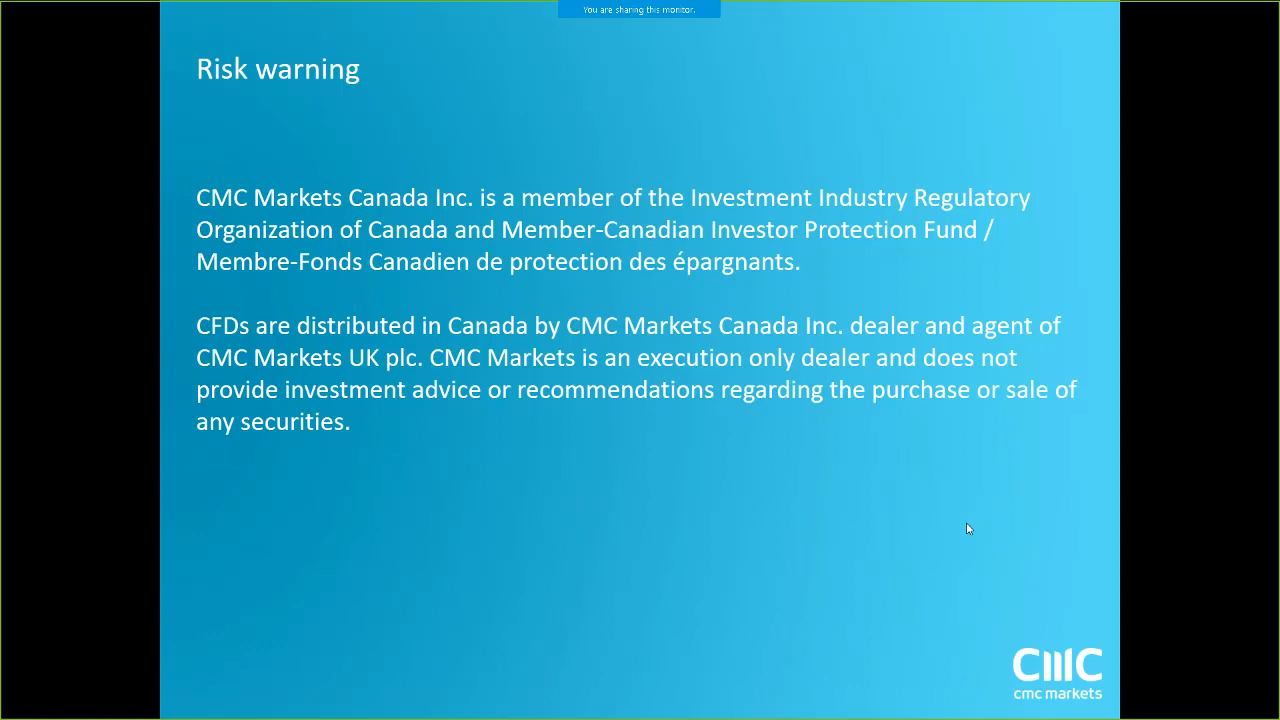 You are sharing this monitor.
Risk warning
CMC Markets Canada Inc. is a member of the Investment Industry Regulatory
Organization of Canada and Member-Canadian Investor Protection Fund /
Membre-Fonds Canadien de protection des épargnants.
CFDs are distributed in Canada by CMC Markets Canada Inc. dealer and agent of
CMC Markets UK plc. CMC Markets is an execution only dealer and does not
provide investment advice or recommendations regarding the purchase or sale of
any securities.
CMC
cmc markets